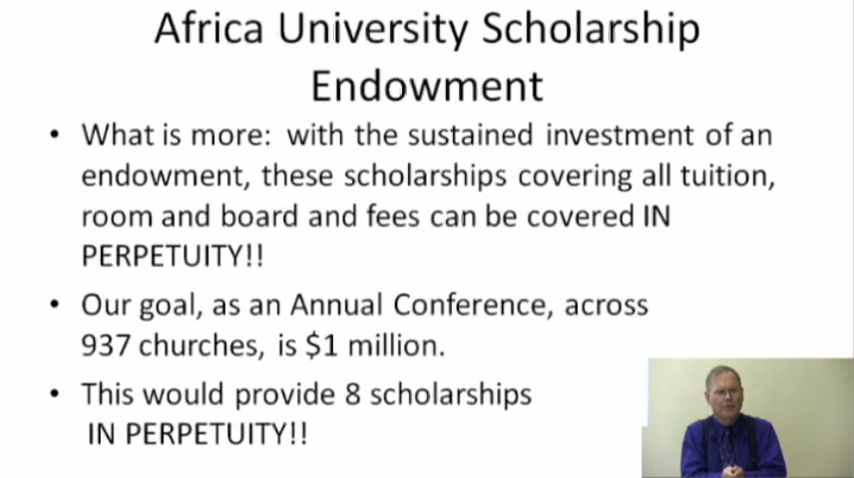 Africa University Scholarship
Endowment
• What is more:  with the sustained investment of an
endowment, these scholarships covering all tuition,
room and board and fees can be covered IN
PERPETUITY!!
• Our goal, as an Annual Conference, across
937 churches, is $1 million.
• This would provide 8 scholarships
IN PERPETUITY!!